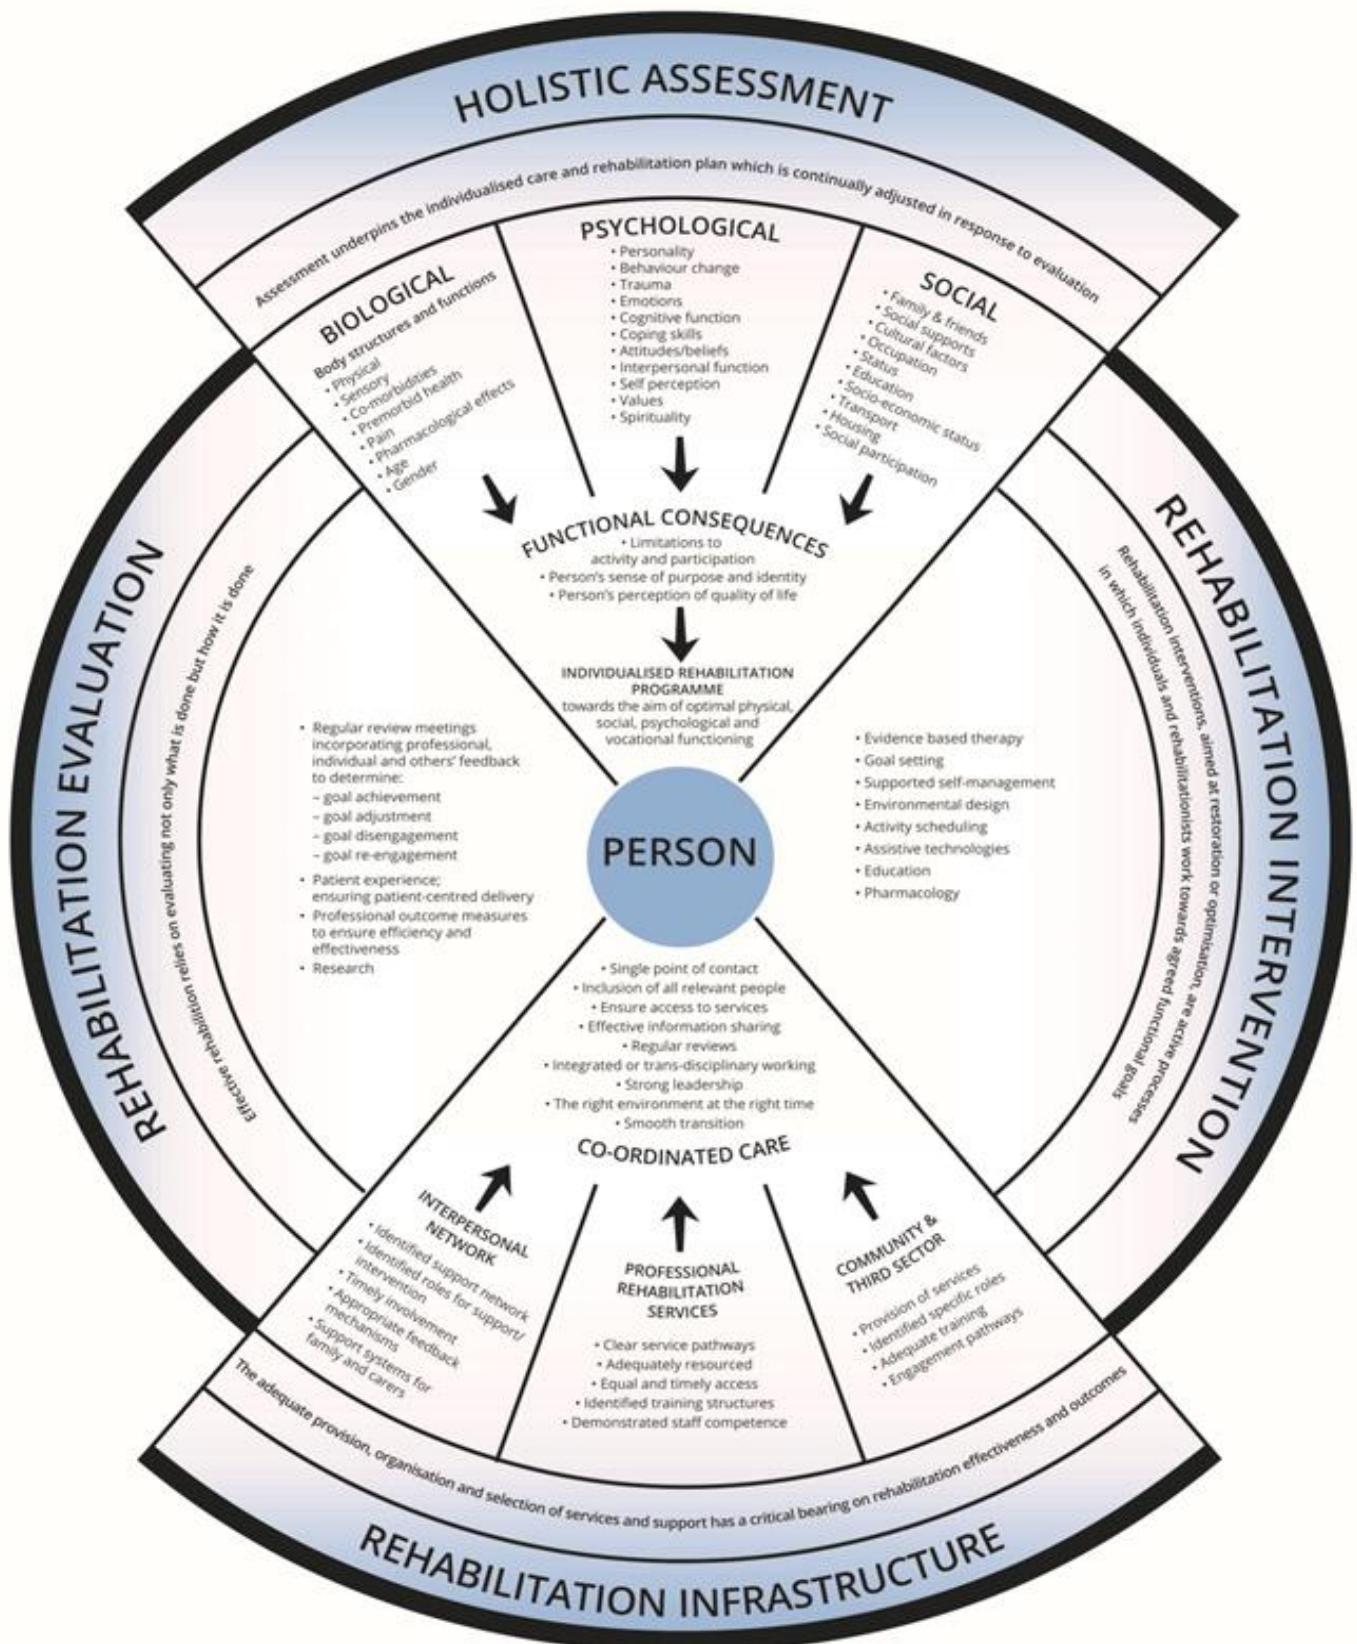 HOLISTIC ASSESSMENT
Assessment underpins the individualised care and rehabilitation plan which is continually adjusted in response to evaluation
BIOLOGICAL
Body structures and functions
• Physical
• Sensory
• Co-morbidities
• Premorbid health
• Pain
• Pharmacological effects
• Age
• Gender
PSYCHOLOGICAL
• Personality
• Behaviour change
• Trauma
• Emotions
• Cognitive function
• Coping skills
• Attitudes/beliefs
• Interpersonal function
• Self perception
• Values
• Spirituality
SOCIAL
• Family & friends
• Social supports
• Cultural factors
• Occupation
• Status
• Education
• Socio-economic status
• Transport
• Housing
• Social participation
FUNCTIONAL CONSEQUENCES
• Limitations to
activity and participation
• Person's sense of purpose and identity
• Person's perception of quality of life
INDIVIDUALISED REHABILITATION
PROGRAMME
towards the aim of optimal physical,
social, psychological and
vocational functioning
REHABILITATION EVALUATION
Effective rehabilitation relies on evaluating not only what is done but how it is done
• Regular review meetings
incorporating professional,
individual and others' feedback
to determine:
– goal achievement
– goal adjustment
– goal disengagement
– goal re-engagement
• Patient experience;
ensuring patient-centred delivery
• Professional outcome measures
to ensure efficiency and
effectiveness
• Research
PERSON
• Evidence based therapy
• Goal setting
• Supported self-management
• Environmental design
• Activity scheduling
• Assistive technologies
• Education
• Pharmacology
REHABILITATION INTERVENTION
Rehabilitation interventions, aimed at restoration or optimisation, are active processes
in which individuals and rehabilitationists work towards agreed functional goals
• Single point of contact
• Inclusion of all relevant people
• Ensure access to services
• Effective information sharing
• Regular reviews
• Integrated or trans-disciplinary working
• Strong leadership
• The right environment at the right time
• Smooth transition
CO-ORDINATED CARE
INTERPERSONAL
NETWORK
• Identified support network
• Identified roles for support/
intervention
• Timely involvement
• Appropriate feedback
mechanisms
• Support systems for
family and carers
PROFESSIONAL
REHABILITATION
SERVICES
• Clear service pathways
• Adequately resourced
• Equal and timely access
• Identified training structures
• Demonstrated staff competence
COMMUNITY &
THIRD SECTOR
• Provision of services
• Identified specific roles
• Adequate training
• Engagement pathways
The adequate provision, organisation and selection of services and support has a critical bearing on rehabilitation effectiveness and outcomes
REHABILITATION INFRASTRUCTURE